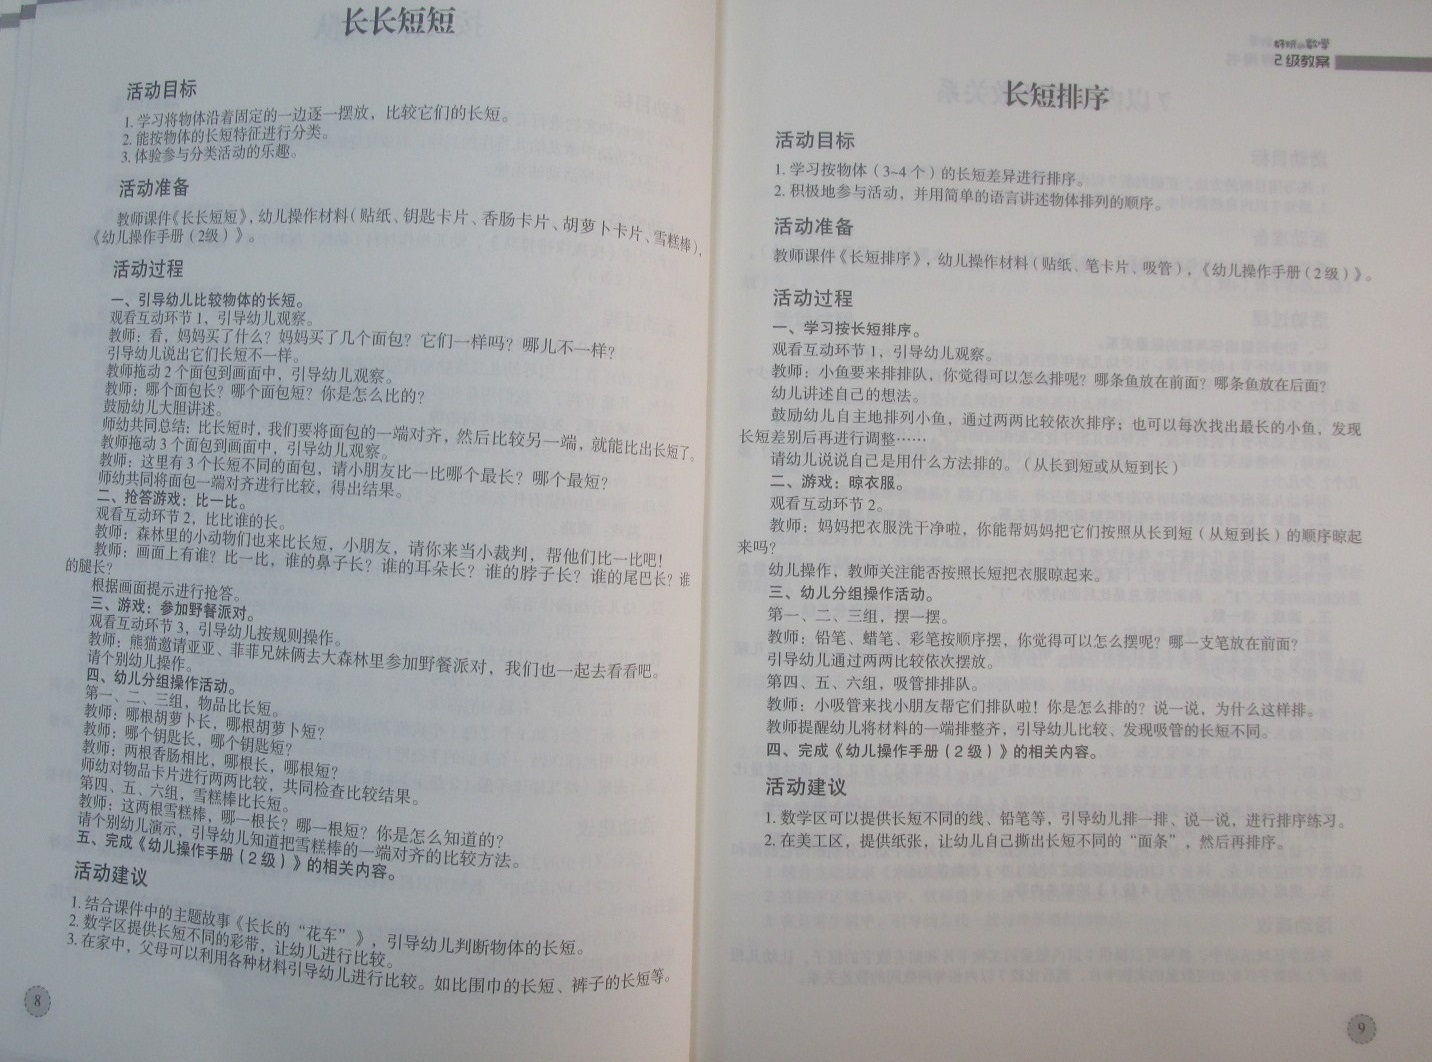 长长短短
活动目标
1. 学习将物体沿着固定的一边逐一摆放，比较它们的长短。
2. 能按物体的长短特征进行分类。
3. 体验参与分类活动的乐趣。
活动准备
教师课件《长长短短》，幼儿操作材料（贴纸、钥匙卡片、香肠卡片、胡萝卜卡片、雪糕棒），
《幼儿操作手册（2级）》。
活动过程
一、引导幼儿比较物体的长短。
观看互动环节1，引导幼儿观察。
教师：看，妈妈买了什么？妈妈买了几个面包？它们一样吗？哪儿不一样？
引导幼儿说出它们长短不一样。
教师拖动2个面包到画面中，引导幼儿观察。
教师：哪个面包长？哪个面包短？你是怎么比的？
鼓励幼儿大胆讲述。
师幼共同总结：比长短时，我们要将面包的一端对齐，然后比较另一端，就能比出长短了。
教师拖动3个面包到画面中，引导幼儿观察。
教师：这里有3个长短不同的面包，请小朋友比一比哪个最长？哪个最短？
师幼共同将面包一端对齐进行比较，得出结果。
二、抢答游戏：比一比。
观看互动环节2，比比谁的长。
教师：森林里的小动物们也来比长短，小朋友，请你来当小裁判，帮他们比一比吧！
教师：画面上有谁？比一比，谁的鼻子长？谁的耳朵长？谁的脖子长？谁的尾巴长？谁
的腿长？
根据画面提示进行抢答。
三、游戏：参加野餐派对。
观看互动环节3，引导幼儿按规则操作。
教师：熊猫邀请亚亚、菲菲兄妹俩去大森林里参加野餐派对，我们也一起去看看吧。
请个别幼儿操作。
四、幼儿分组操作活动。
第一、二、三组，物品比长短。
教师：哪根胡萝卜长，哪根胡萝卜短？
教师：哪个钥匙长，哪个钥匙短？
教师：两根香肠相比，哪根长，哪根短？
师幼对物品卡片进行两两比较，共同检查比较结果。
第四、五、六组，雪糕棒比长短。
教师：这两根雪糕棒，哪一根长？哪一根短？你是怎么知道的？
请个别幼儿演示，引导幼儿知道把雪糕棒的一端对齐的比较方法。
五、完成《幼儿操作手册（2级）》的相关内容。
活动建议
1. 结合课件中的主题故事《长长的“花车”》，引导幼儿判断物体的长短。
2. 数学区提供长短不同的彩带，让幼儿进行比较。
3. 在家中，父母可以利用各种材料引导幼儿进行比较。如比围巾的长短、裤子的长短等。
8
好玩的数学
2级教案
长短排序
活动目标
1. 学习按物体（3~4个）的长短差异进行排序。
2. 积极地参与活动，并用简单的语言讲述物体排列的顺序。
活动准备
教师课件《长短排序》，幼儿操作材料（贴纸、笔卡片、吸管），《幼儿操作手册（2级）》。
活动过程
一、学习按长短排序。
观看互动环节1，引导幼儿观察。
教师：小鱼要来排排队，你觉得可以怎么排呢？哪条鱼放在前面？哪条鱼放在后面？
幼儿讲述自己的想法。
鼓励幼儿自主地排列小鱼，通过两两比较依次排序；也可以每次找出最长的小鱼，发现
长短差别后再进行调整……
请幼儿说说自己是用什么方法排的。（从长到短或从短到长）
二、游戏：晾衣服。
观看互动环节2。
教师：妈妈把衣服洗干净啦，你能帮妈妈把它们按照从长到短（从短到长）的顺序晾起
来吗？
幼儿操作，教师关注能否按照长短把衣服晾起来。
三、幼儿分组操作活动。
第一、二、三组，摆一摆。
教师：铅笔、蜡笔、彩笔按顺序摆，你觉得可以怎么摆呢？哪一支笔放在前面？
引导幼儿通过两两比较依次摆放。
第四、五、六组，吸管排排队。
教师：小吸管来找小朋友帮它们排队啦！你是怎么排的？说一说，为什么这样排。
教师提醒幼儿将材料的一端排整齐，引导幼儿比较、发现吸管的长短不同。
四、完成《幼儿操作手册（2级）》的相关内容。
活动建议
1. 数学区可以提供长短不同的线、铅笔等，引导幼儿排一排、说一说，进行排序练习。
2. 在美工区，提供纸张，让幼儿自己撕出长短不同的“面条”，然后再排序。
9